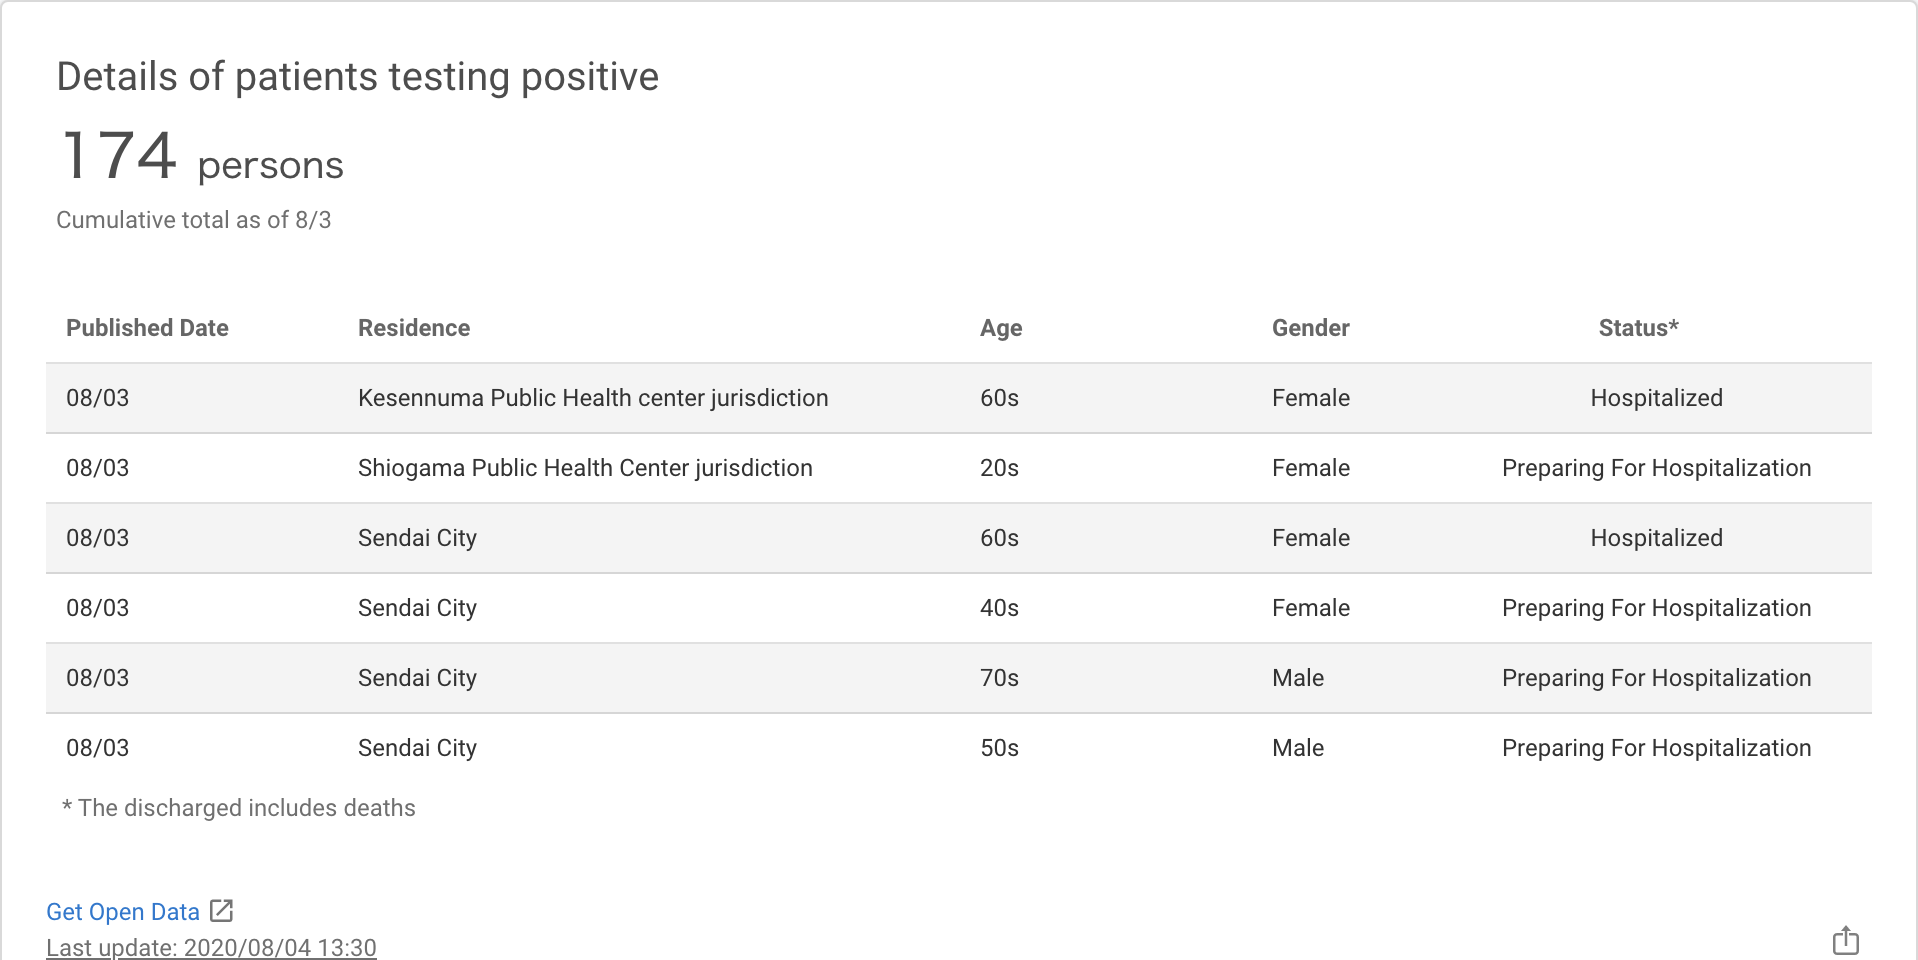 Details of patients testing positive
174 persons
Cumulative total as of 8/3
Published Date Residence Age Gender Status*
08/03 Kesennuma Public Health center jurisdiction 60s Female Hospitalized
08/03 Shiogama Public Health Center jurisdiction 20s Female Preparing For Hospitalization
08/03 Sendai City 60s Female Hospitalized
08/03 Sendai City 40s Female Preparing For Hospitalization
08/03 Sendai City 70s Male Preparing For Hospitalization
08/03 Sendai City 50s Male Preparing For Hospitalization
* The discharged includes deaths
Get Open Data
Last update: 2020/08/04 13:30